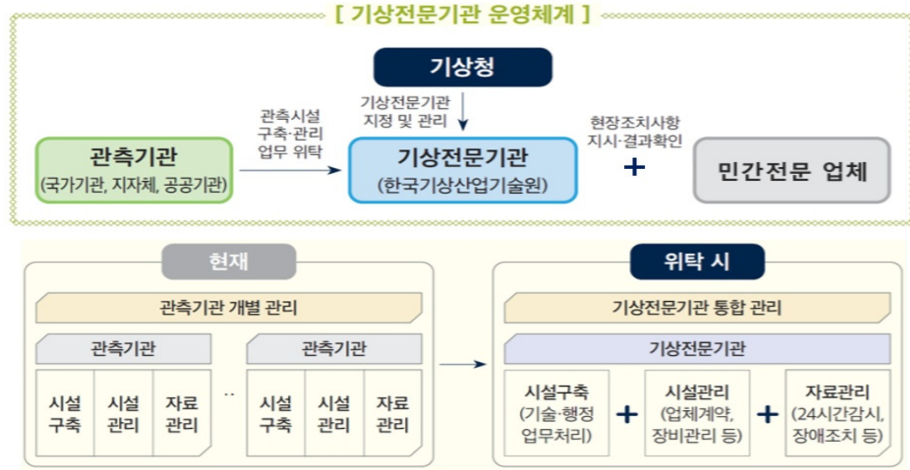 [ 기상전문기관 운영체계 ]
기상청
관측시설
구축·관리
업무 위탁
기상전문기관
지정 및 관리
현장조치사항
지시·결과확인
관측기관
(국가기관, 지자체, 공공기관)
기상전문기관
(한국기상산업기술원)
+
민간전문 업체
현재
관측기관 개별 관리
관측기관
시설
구축
시설
관리
자료
관리
..
관측기관
시설
구축
시설
관리
자료
관리
위탁 시
기상전문기관 통합 관리
기상전문기관
시설구축
(기술·행정
업무처리)
+
시설관리
(업체계약,
장비관리 등)
+
자료관리
(24시간감시,
장애조치 등)